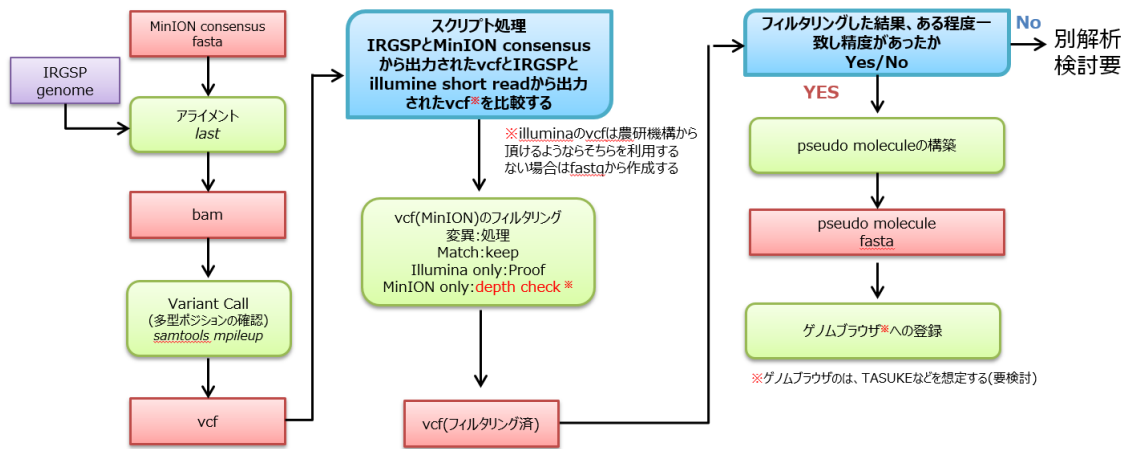 MinION consensus
fasta
IRGSP
genome
アライメント
last
bam
Variant Call
(多型ポジションの確認)
samtools mpileup
vcf
スクリプト処理
IRGSPとMinION consensus
から出力されたvcfとIRGSPと
illumine short readから出力
されたvcf※を比較する
※illuminaのvcfは農研機構から
頂けるようならそちらを利用する
ない場合はfastqから作成する
vcf(MinION)のフィルタリング
変異:処理
Match:keep
Illumina only:Proof
MinION only:depth check※
vcf(フィルタリング済)
フィルタリングした結果、ある程度一
致し精度があったか
Yes/No
No
別解析
検討要
YES
pseudo moleculeの構築
pseudo molecule
fasta
ゲノムブラウザ※への登録
※ゲノムブラウザのは、TASUKEなどを想定する(要検討)